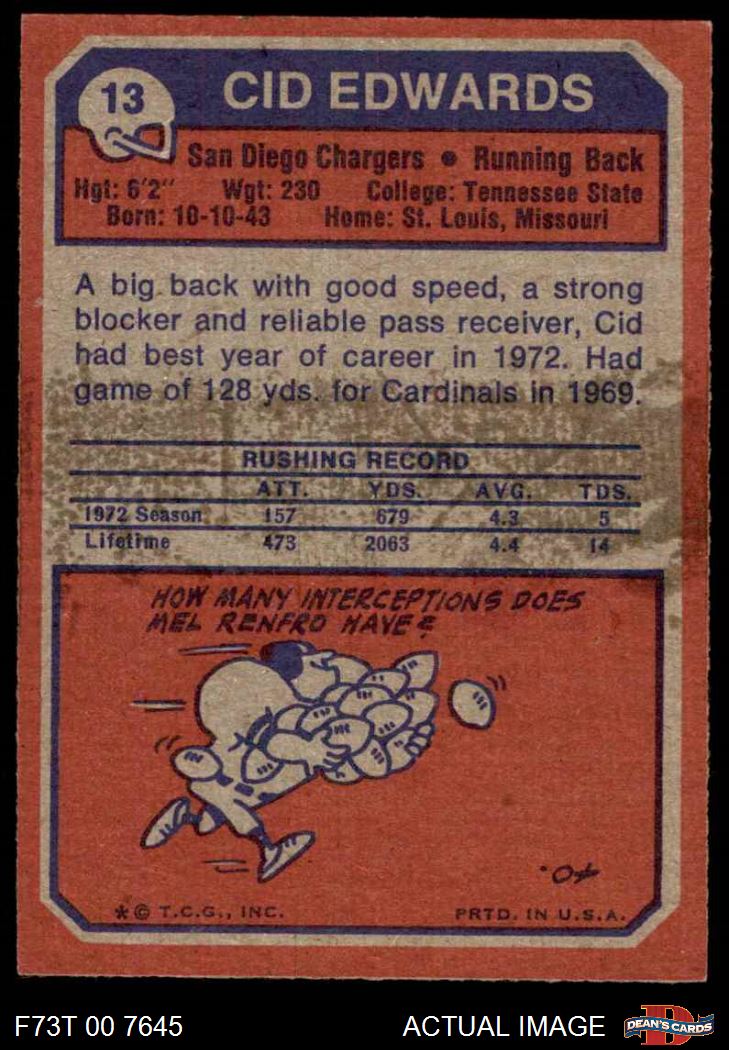 13
CID EDWARDS
San Diego Chargers • Running Back
Hgt: 6'2" Wgt: 230 College: Tennessee State
Born: 10-10-43 Home: St. Louis, Missouri
A big back with good speed, a strong
blocker and reliable pass receiver, Cid
had best year of career in 1972. Had
game of 128 yds. for Cardinals in 1969.
RUSHING RECORD
ATT. YDS. AVG. TDS.
1972 Season 157 679 4.3 5
Lifetime 473 2063 4.4 14
HOW MANY INTERCEPTIONS DOES
MEL RENFRO HAVE?
* © T.C.G., INC. PRTD. IN U.S.A.
F73T 00 7645 ACTUAL IMAGE DEAN'S CARDS